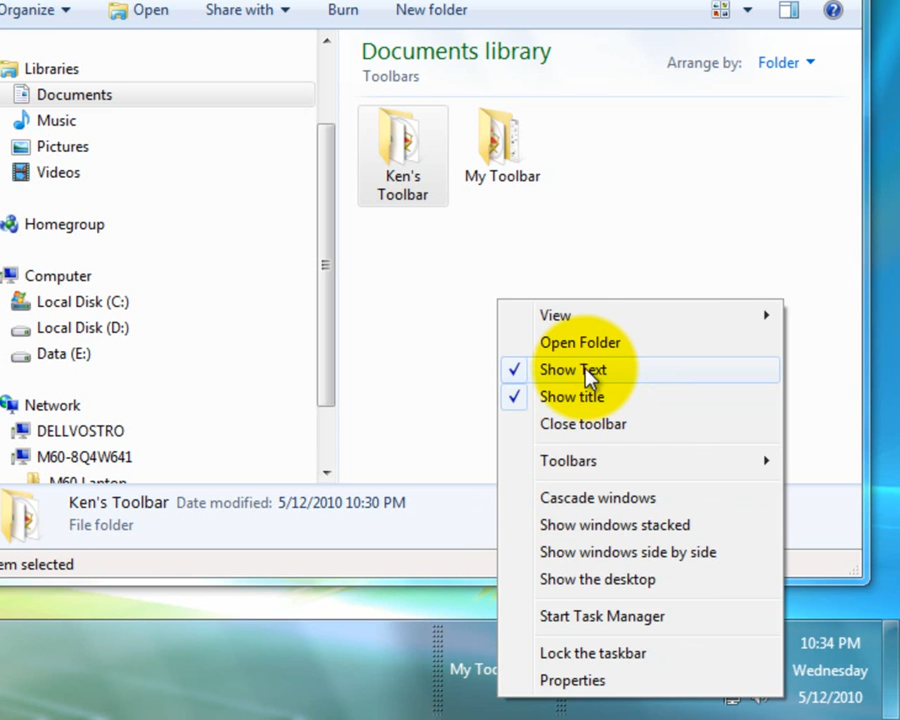 Organize Open Share with Burn New folder
Libraries
Documents
Music
Pictures
Videos
Homegroup
Computer
Local Disk (C:)
Local Disk (D:)
Data (E:)
Network
DELLVOSTRO
M60-8Q4W641
M60 Laptop
Documents library
Toolbars
Arrange by: Folder
Ken's
Toolbar
My Toolbar
View
Open Folder
Show Text
Show title
Close toolbar
Toolbars
Cascade windows
Show windows stacked
Show windows side by side
Show the desktop
Start Task Manager
Lock the taskbar
Properties
Ken's Toolbar Date modified: 5/12/2010 10:30 PM
File folder
em selected
My Too
10:34 PM
Wednesday
5/12/2010